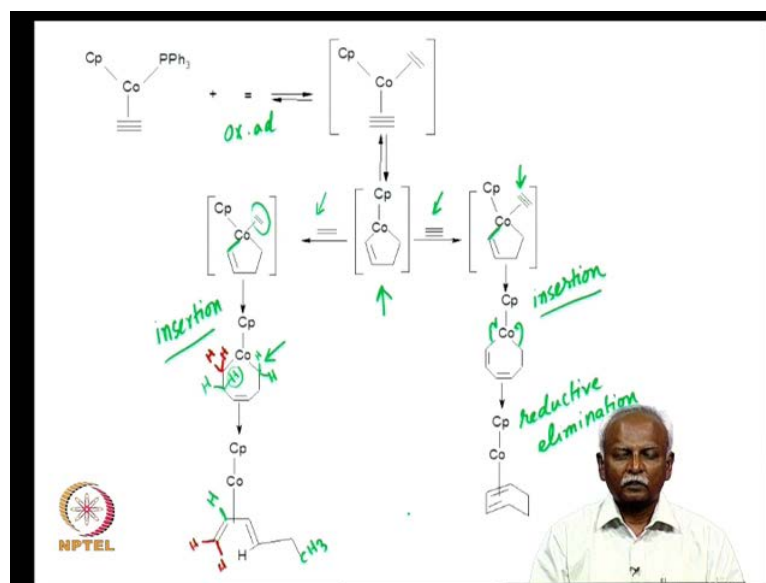 Cp PPh3 Co
+ =
ox.ad
Cp Co
Cp Co
Cp Co
Cp Co
insertion
insertion
Cp
Co
H H H
H H H
Cp
Co
reductive
elimination
Cp
Co
Cp
Co
H
H
H H
CH3
NPTEL